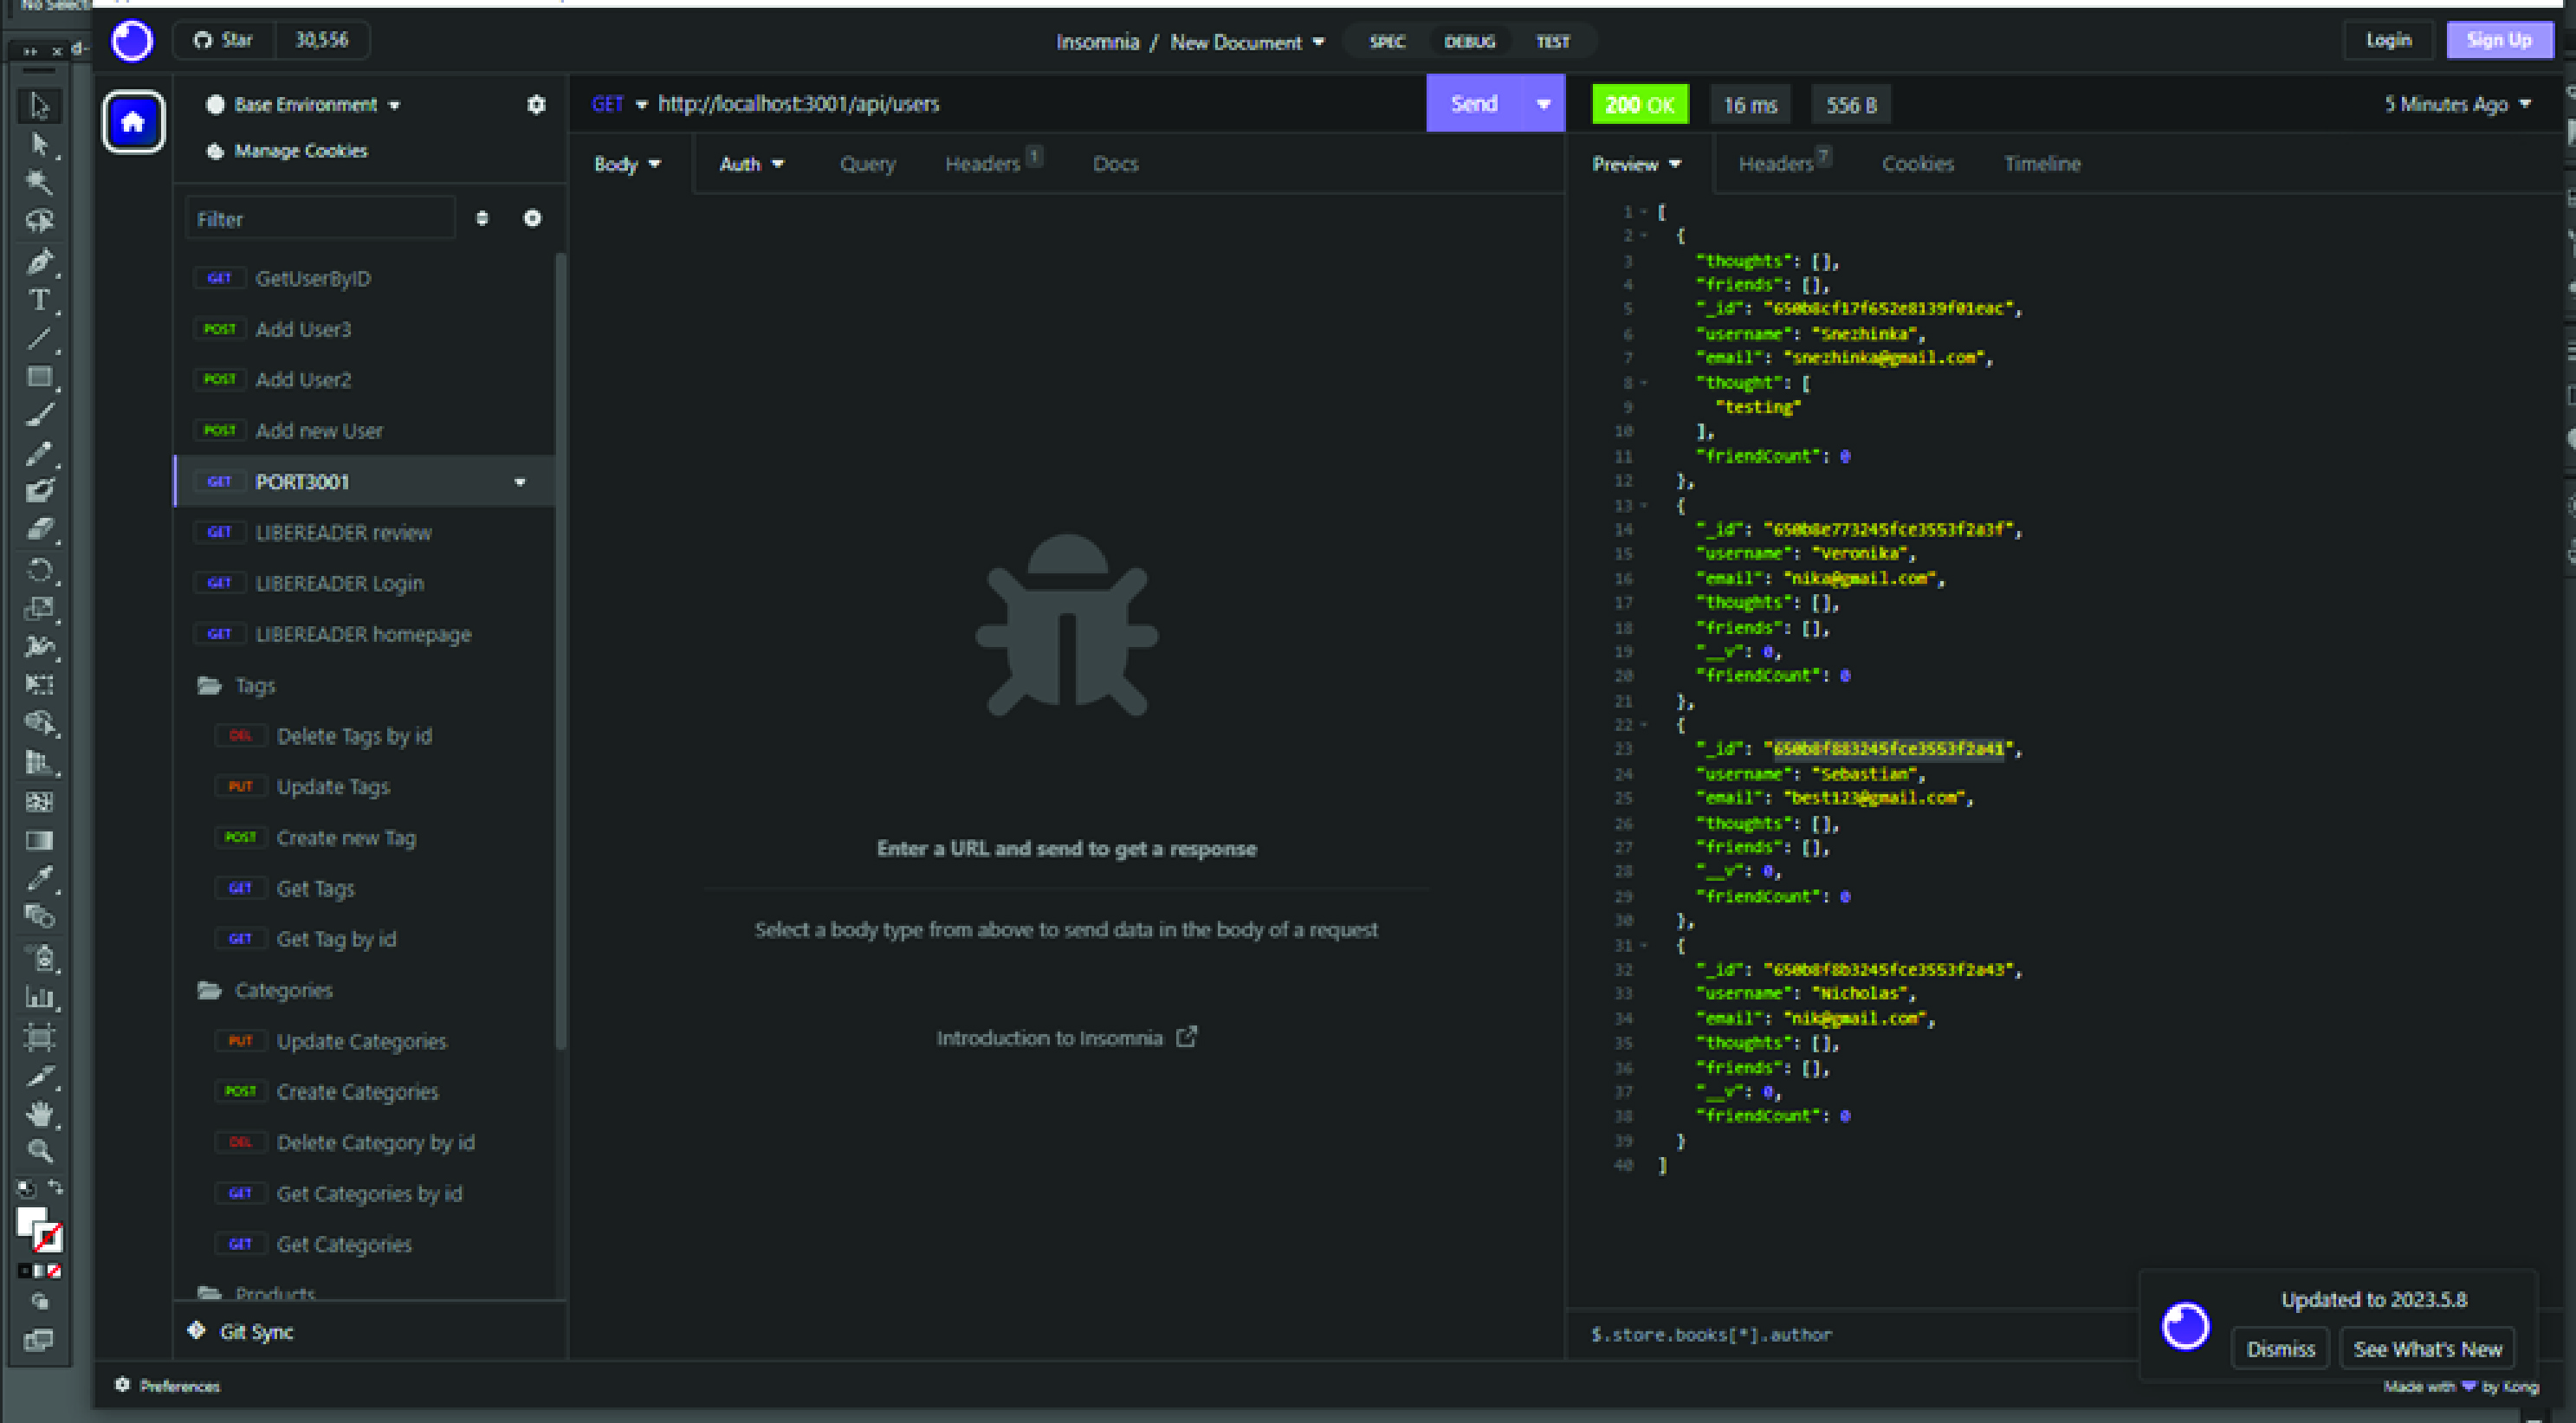 No Selecti
d-
Star 30,556
Insomnia / New Document
SPEC DEBUG TEST
Login Sign Up
Base Environment
Manage Cookies
Filter
GET GetUserByID
POST Add User3
POST Add User2
POST Add new User
GET PORT3001
GET LIBEREADER review
GET LIBEREADER Login
GET LIBEREADER homepage
Tags
DEL Delete Tags by id
PUT Update Tags
POST Create new Tag
GET Get Tags
GET Get Tag by id
Categories
PUT Update Categories
POST Create Categories
DEL Delete Category by id
GET Get Categories by id
GET Get Categories
Products
Git Sync
Preferences
GET http://localhost:3001/api/users Send
Body Auth Query Headers 1 Docs
Enter a URL and send to get a response
Select a body type from above to send data in the body of a request
Introduction to Insomnia
200 OK 16 ms 556 B 5 Minutes Ago
Preview Headers 7 Cookies Timeline
1 [
2 {
3 "thoughts": [],
4 "friends": [],
5 "_id": "650b8cf17f652e8139f01eac",
6 "username": "Snezhinka",
7 "email": "snezhinka@gmail.com",
8 "thought": [
9 "testing"
10 ],
11 "friendCount": 0
12 },
13 {
14 "_id": "650b8e773245fce3553f2a3f",
15 "username": "Veronika",
16 "email": "nika@gmail.com",
17 "thoughts": [],
18 "friends": [],
19 "__v": 0,
20 "friendCount": 0
21 },
22 {
23 "_id": "650b8f883245fce3553f2a41",
24 "username": "Sebastian",
25 "email": "best123@gmail.com",
26 "thoughts": [],
27 "friends": [],
28 "__v": 0,
29 "friendCount": 0
30 },
31 {
32 "_id": "650b8f8b3245fce3553f2a43",
33 "username": "Nicholas",
34 "email": "nik@gmail.com",
35 "thoughts": [],
36 "friends": [],
37 "__v": 0,
38 "friendCount": 0
39 }
40 ]
$.store.books[*].author
Updated to 2023.5.8
Dismiss See What's New
Made with by Kong